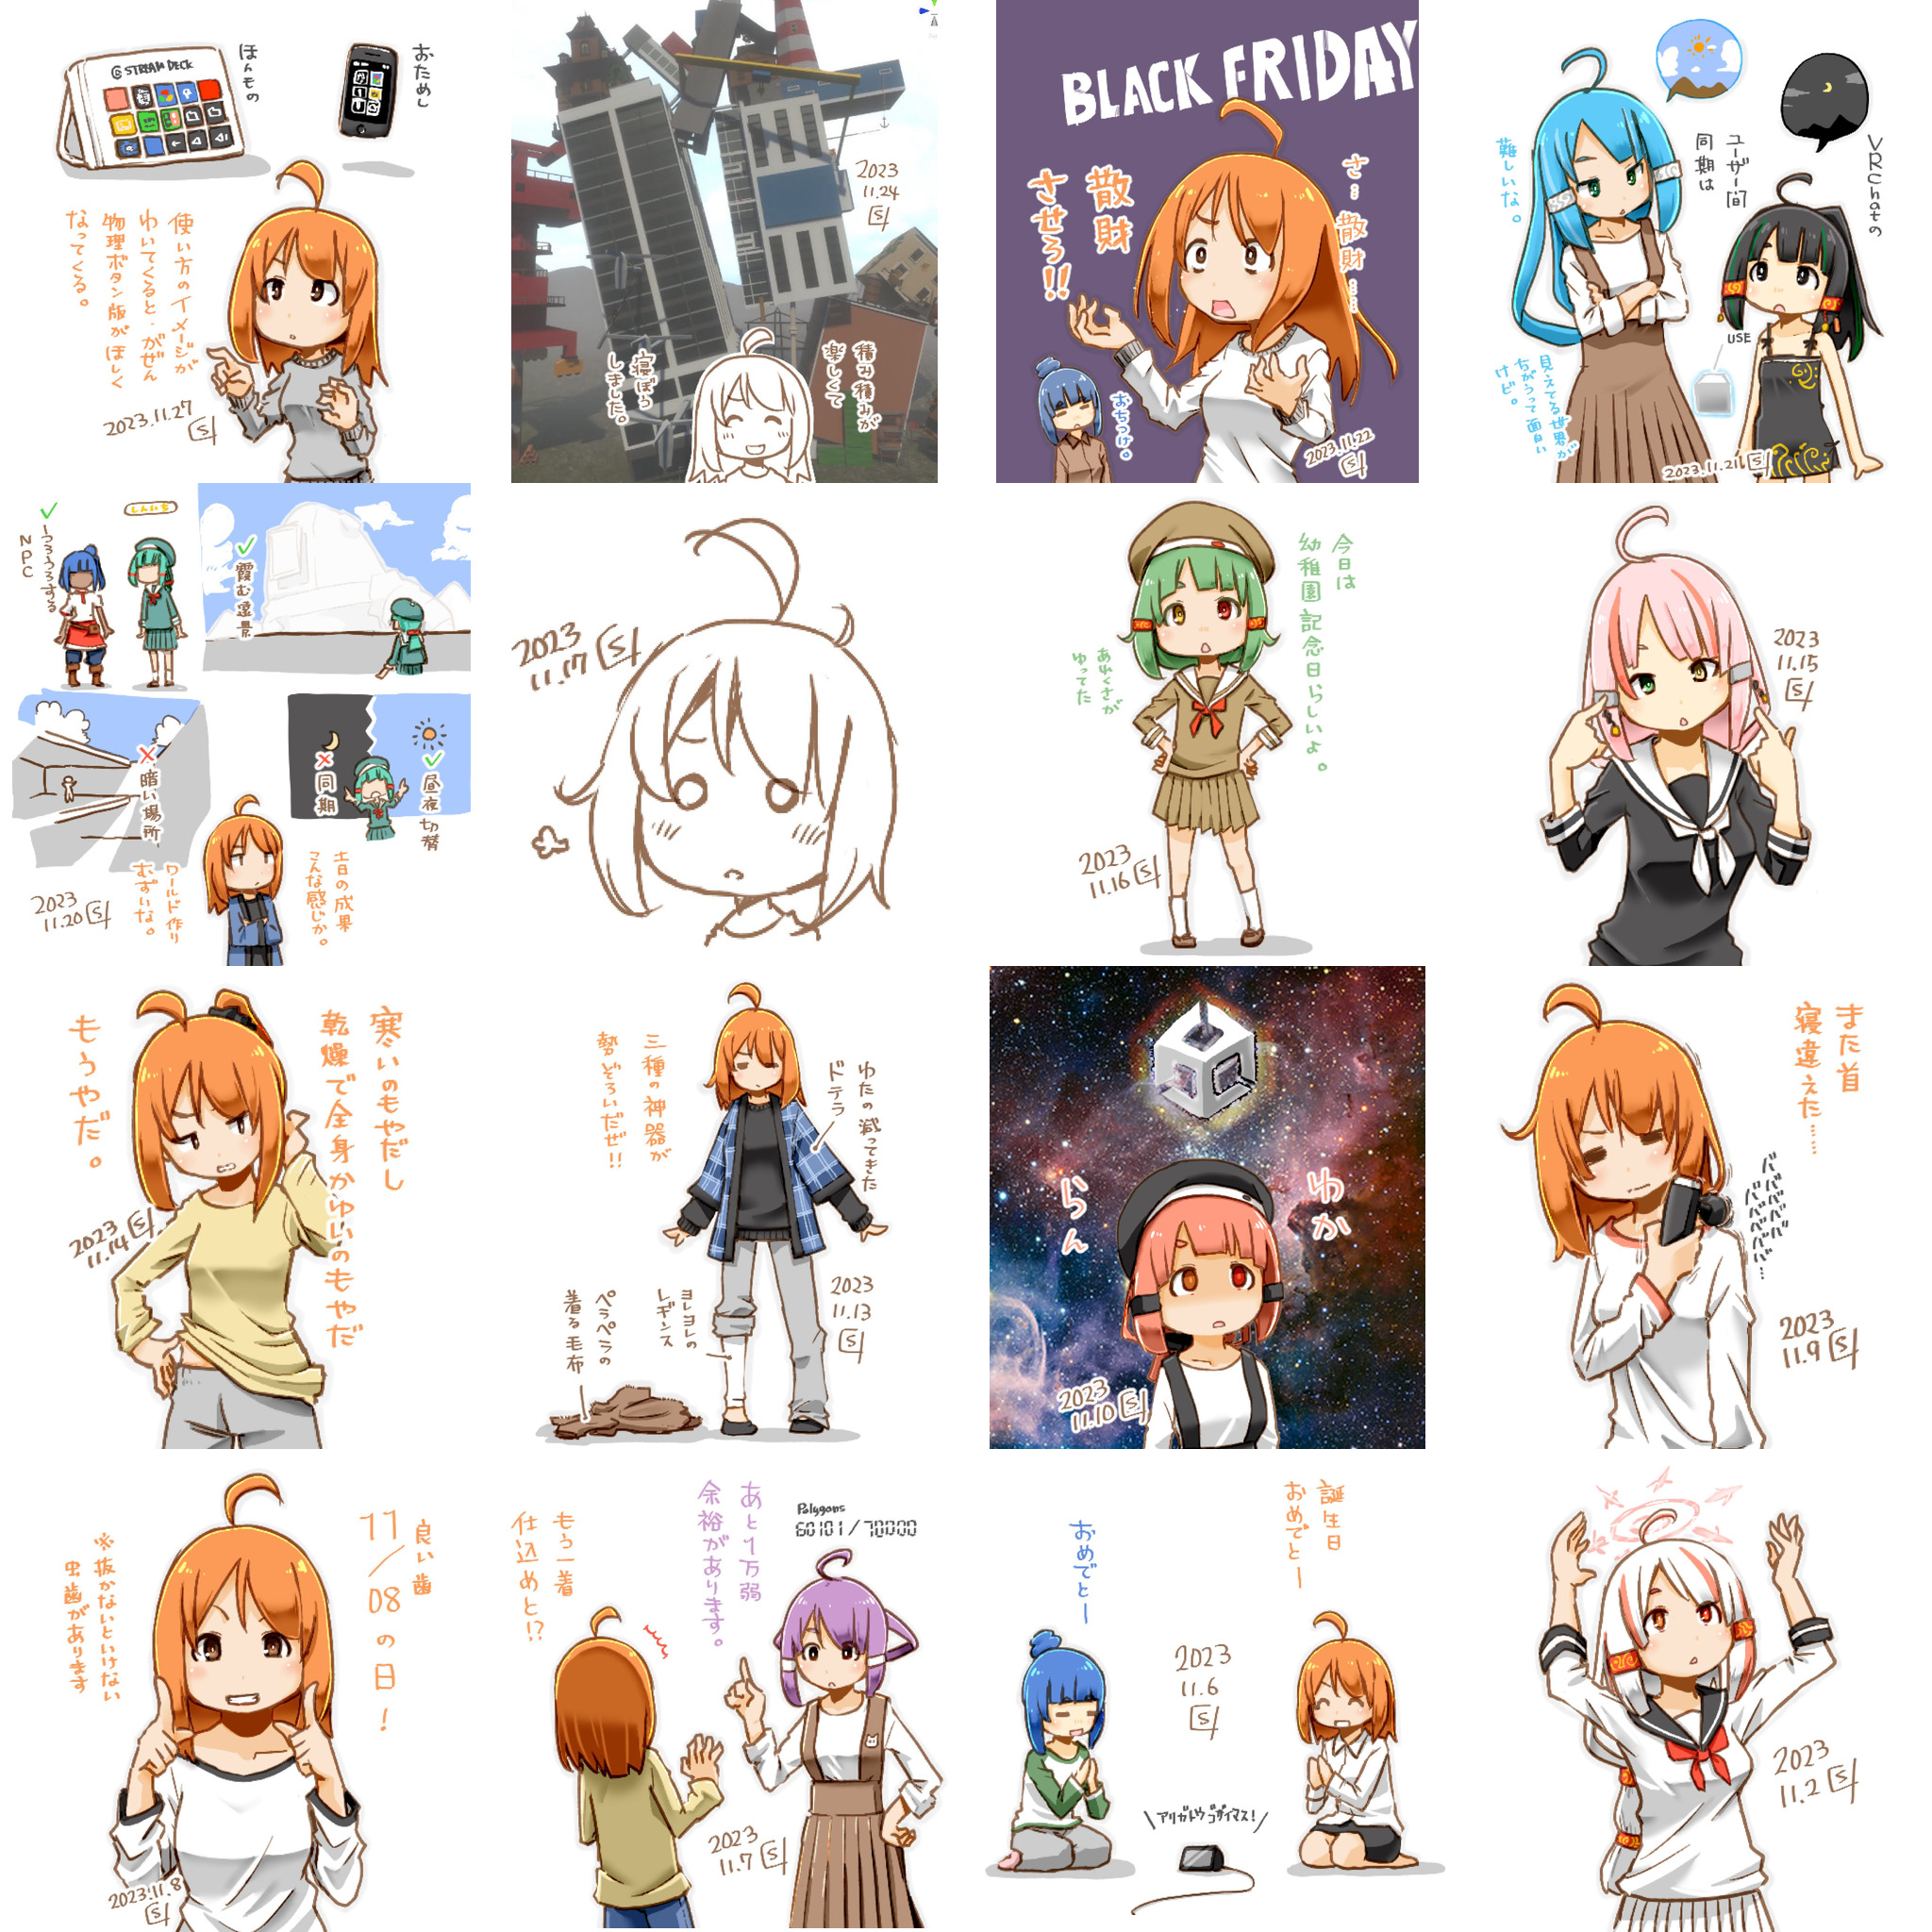 ほんもの
STREAM DECK
おためし
使い方のイメージが
わいてくると、がぜん
物理ボタン版がほしく
なってくる。
2023.11.27
2023
11.24
積み積みが
楽しくて
寝ぼう
しました。
BLACK FRIDAY
さ…散財……
散財
させろ!!
おちつけ。
2023.11.22
VRChatの
ユーザー間
同期は
難しいな。
USE
見えてる世界が
ちがうって面白い
けど。
2023.11.21
うろうろする
NPC
しんいち
霞む遠景
暗い場所
同期
昼夜切替
土日の成果
こんな感じか。
ワールド作り
むずいな。
2023
11.20
2023
11.17
今日は
幼稚園記念日らしいよ。
あれくさが
ゆってた
2023
11.16
2023
11.15
寒いのもやだし
乾燥で全身かゆいのもやだ
もうやだ。
2023
11.14
三種の神器が
勢ぞろいだぜ!!
わたの減ってきた
ドテラ
ヨレヨレの
レギンス
ペラペラの
着る毛布
2023
11.13
ゆか
らん
2023
11.10
また首
寝違えた……
ババババババババババババ…
2023
11.9
良い歯
11/08の日!
※抜かないといけない
虫歯があります
2023.11.8
Polygons
60101/70000
あと1万弱
余裕があります。
もう一着
仕込めと!?
2023
11.7
誕生日
おめでとー
おめでとー
2023
11.6
\アリガトウゴザイマス!/
2023
11.2